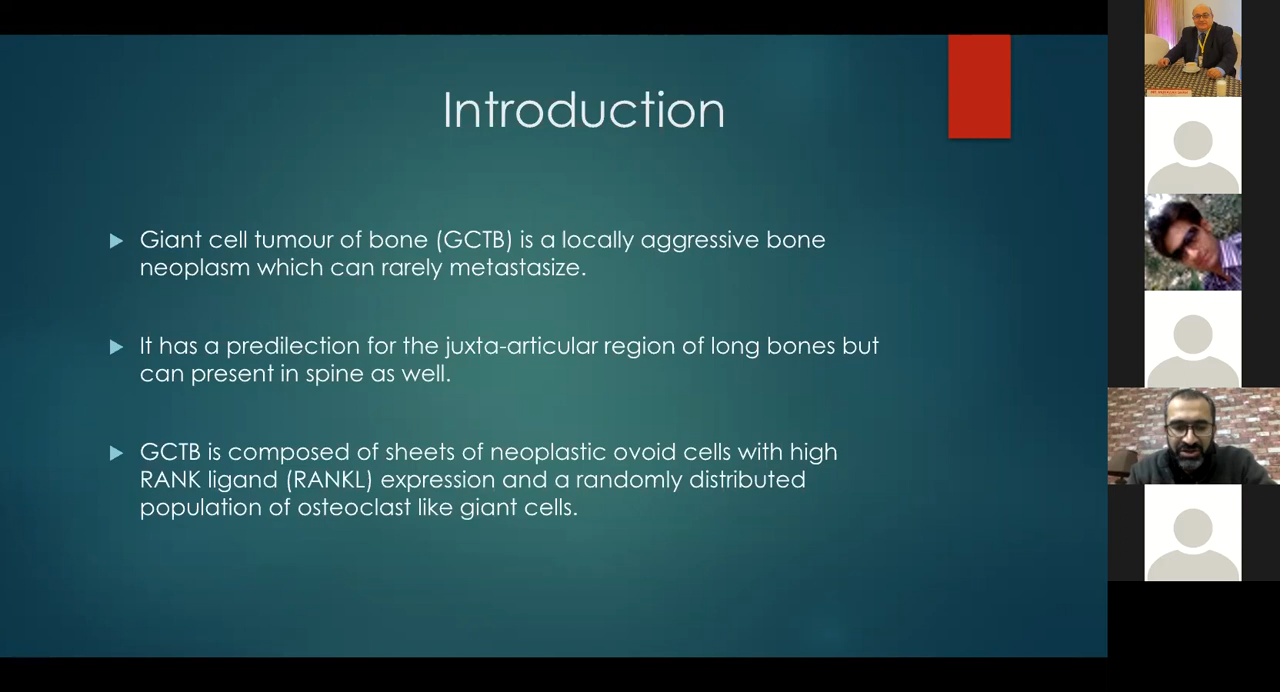 Introduction
Giant cell tumour of bone (GCTB) is a locally aggressive bone
neoplasm which can rarely metastasize.
It has a predilection for the juxta-articular region of long bones but
can present in spine as well.
GCTB is composed of sheets of neoplastic ovoid cells with high
RANK ligand (RANKL) expression and a randomly distributed
population of osteoclast like giant cells.